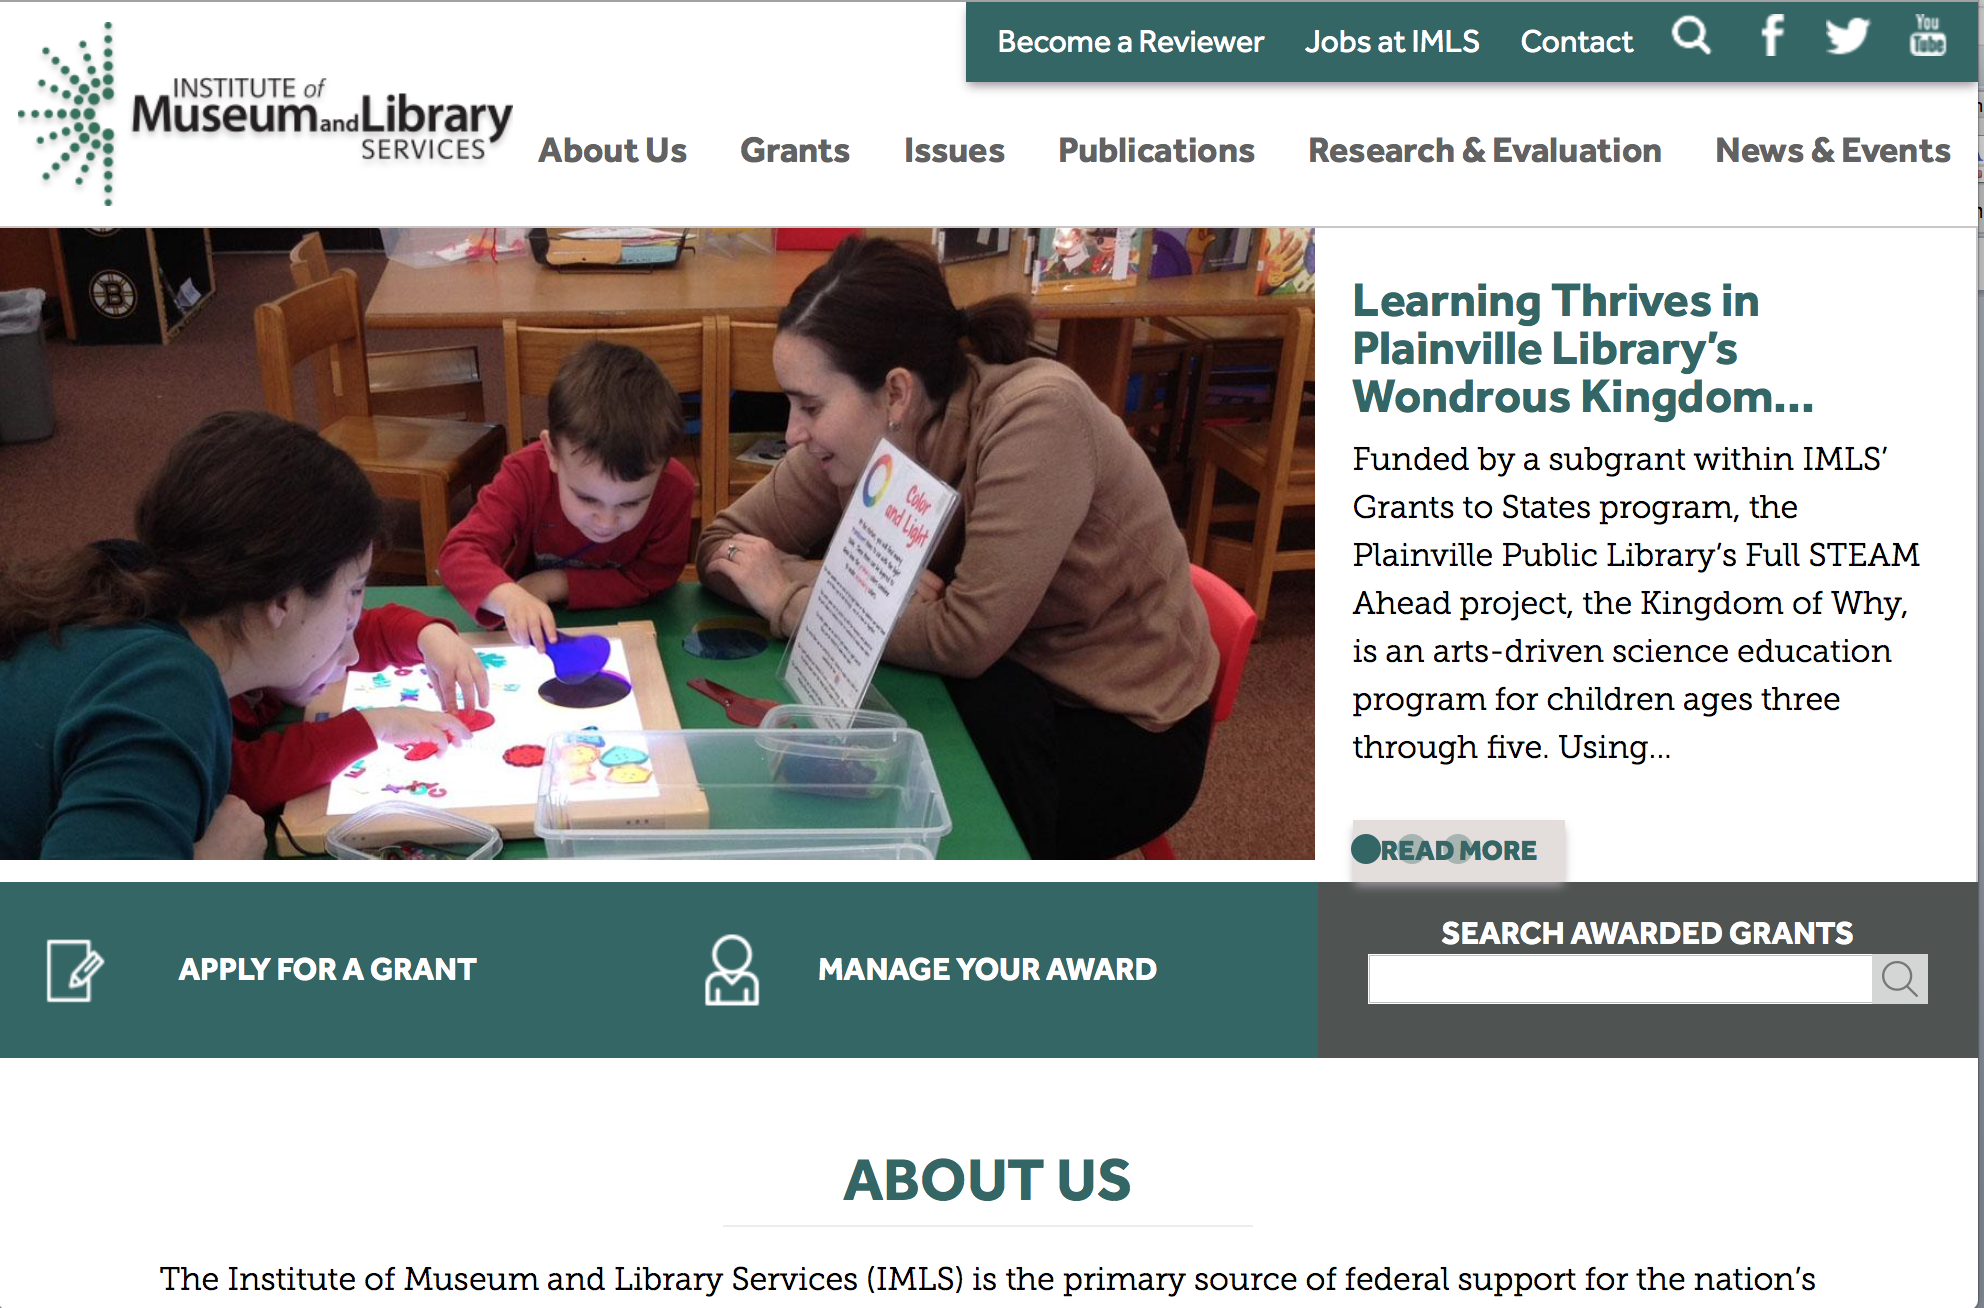 Become a Reviewer Jobs at IMLS Contact You Tube
INSTITUTE of
Museum and Library
SERVICES
About Us Grants Issues Publications Research & Evaluation News & Events
B
Color
and Light
Learning Thrives in
Plainville Library’s
Wondrous Kingdom...
Funded by a subgrant within IMLS’
Grants to States program, the
Plainville Public Library’s Full STEAM
Ahead project, the Kingdom of Why,
is an arts-driven science education
program for children ages three
through five. Using...
READ MORE
APPLY FOR A GRANT
MANAGE YOUR AWARD
SEARCH AWARDED GRANTS
ABOUT US
The Institute of Museum and Library Services (IMLS) is the primary source of federal support for the nation’s